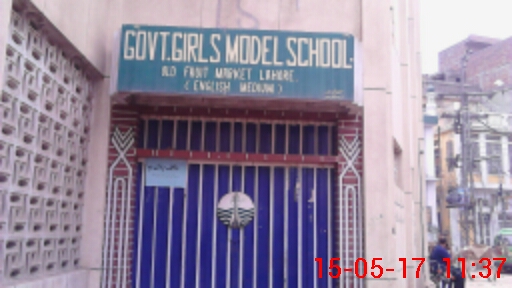 GOVT.GIRLS MODEL SCHOOL.
OLD FRUIT MARKET LAHORE.
(ENGLISH MEDIUM)
15-05-17 11:37